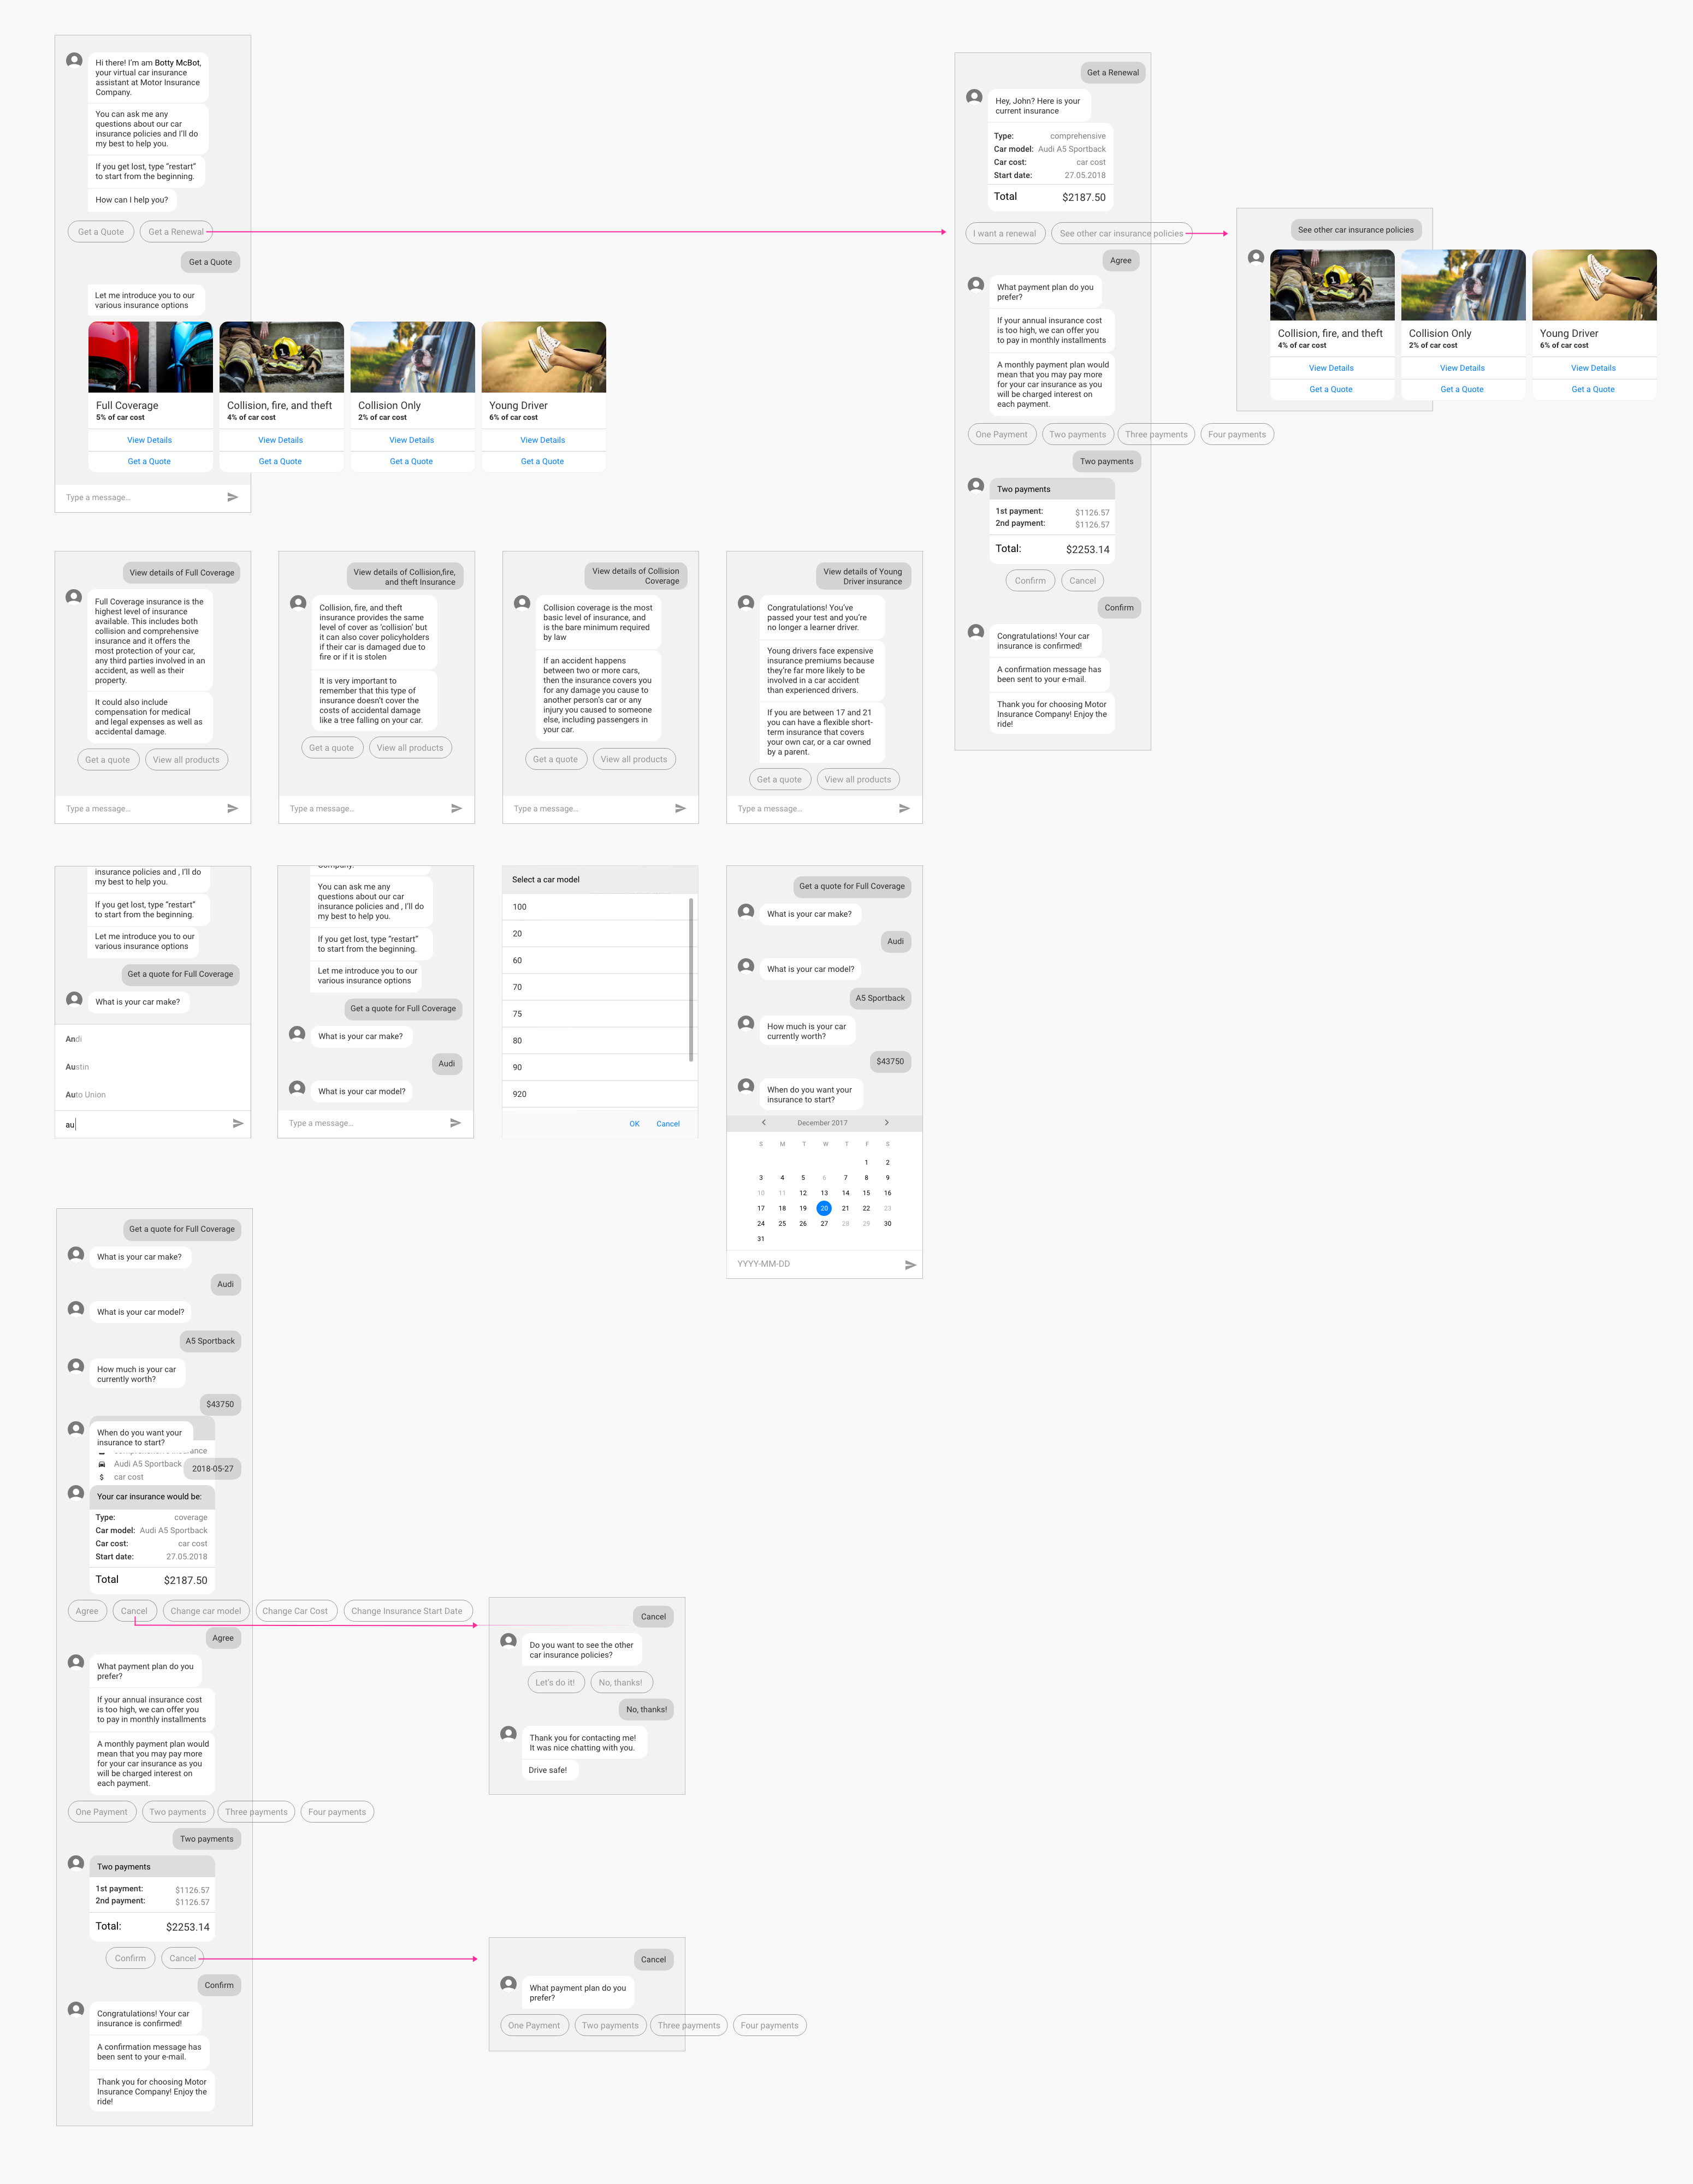 Hi there! I'm am Botty McBot,
your virtual car insurance
assistant at Motor Insurance
Company.
You can ask me any
questions about our car
insurance policies and I'll do
my best to help you.
If you get lost, type "restart"
to start from the beginning.
How can I help you?
Get a Quote
Get a Renewal
Get a Quote
Let me introduce you to our
various insurance options
Full Coverage
5% of car cost
View Details
Get a Quote
Collision, fire, and theft
4% of car cost
View Details
Get a Quote
Collision Only
2% of car cost
View Details
Get a Quote
Young Driver
6% of car cost
View Details
Get a Quote
Type a message...
Get a Renewal
Hey, John? Here is your
current insurance
Type: comprehensive
Car model: Audi A5 Sportback
Car cost: car cost
Start date: 27.05.2018
Total $2187.50
I want a renewal
See other car insurance policies
Agree
What payment plan do you
prefer?
If your annual insurance cost
is too high, we can offer you
to pay in monthly installments
A monthly payment plan would
mean that you may pay more
for your car insurance as you
will be charged interest on
each payment.
One Payment
Two payments
Three payments
Four payments
Two payments
Two payments
1st payment: $1126.57
2nd payment: $1126.57
Total: $2253.14
Confirm
Cancel
Confirm
Congratulations! Your car
insurance is confirmed!
A confirmation message has
been sent to your e-mail.
Thank you for choosing Motor
Insurance Company! Enjoy the
ride!
See other car insurance policies
Collision, fire, and theft
4% of car cost
View Details
Get a Quote
Collision Only
2% of car cost
View Details
Get a Quote
Young Driver
6% of car cost
View Details
Get a Quote
View details of Full Coverage
Full Coverage insurance is the
highest level of insurance
available. This includes both
collision and comprehensive
insurance and it offers the
most protection of your car,
any third parties involved in an
accident, as well as their
property.
It could also include
compensation for medical
and legal expenses as well as
accidental damage.
Get a quote
View all products
Type a message...
View details of Collision,fire,
and theft Insurance
Collision, fire, and theft
insurance provides the same
level of cover as 'collision' but
it can also cover policyholders
if their car is damaged due to
fire or if it is stolen
It is very important to
remember that this type of
insurance doesn't cover the
costs of accidental damage
like a tree falling on your car.
Get a quote
View all products
Type a message...
View details of Collision
Coverage
Collision coverage is the most
basic level of insurance, and
is the bare minimum required
by law
If an accident happens
between two or more cars,
then the insurance covers you
for any damage you cause to
another person's car or any
injury you caused to someone
else, including passengers in
your car.
Get a quote
View all products
Type a message...
View details of Young
Driver insurance
Congratulations! You've
passed your test and you're
no longer a learner driver.
Young drivers face expensive
insurance premiums because
they're far more likely to be
involved in a car accident
than experienced drivers.
If you are between 17 and 21
you can have a flexible short-
term insurance that covers
your own car, or a car owned
by a parent.
Get a quote
View all products
Type a message...
insurance policies and , I'll do
my best to help you.
If you get lost, type "restart"
to start from the beginning.
Let me introduce you to our
various insurance options
Get a quote for Full Coverage
What is your car make?
Andi
Austin
Auto Union
au
Company.
You can ask me any
questions about our car
insurance policies and , I'll do
my best to help you.
If you get lost, type "restart"
to start from the beginning.
Let me introduce you to our
various insurance options
Get a quote for Full Coverage
What is your car make?
Audi
What is your car model?
Type a message...
Select a car model
100
20
60
70
75
80
90
920
OK
Cancel
Get a quote for Full Coverage
What is your car make?
Audi
What is your car model?
A5 Sportback
How much is your car
currently worth?
$43750
When do you want your
insurance to start?
December 2017
S M T W T F S
1 2
3 4 5 6 7 8 9
10 11 12 13 14 15 16
17 18 19 20 21 22 23
24 25 26 27 28 29 30
31
YYYY-MM-DD
Get a quote for Full Coverage
What is your car make?
Audi
What is your car model?
A5 Sportback
How much is your car
currently worth?
$43750
When do you want your
insurance to start?
Audi A5 Sportback
$ car cost
2018-05-27
Your car insurance would be:
Type: coverage
Car model: Audi A5 Sportback
Car cost: car cost
Start date: 27.05.2018
Total $2187.50
Agree
Cancel
Change car model
Change Car Cost
Change Insurance Start Date
Agree
What payment plan do you
prefer?
If your annual insurance cost
is too high, we can offer you
to pay in monthly installments
A monthly payment plan would
mean that you may pay more
for your car insurance as you
will be charged interest on
each payment.
One Payment
Two payments
Three payments
Four payments
Two payments
Two payments
1st payment: $1126.57
2nd payment: $1126.57
Total: $2253.14
Confirm
Cancel
Confirm
Congratulations! Your car
insurance is confirmed!
A confirmation message has
been sent to your e-mail.
Thank you for choosing Motor
Insurance Company! Enjoy the
ride!
Cancel
Do you want to see the other
car insurance policies?
Let's do it!
No, thanks!
No, thanks!
Thank you for contacting me!
It was nice chatting with you.
Drive safe!
Cancel
What payment plan do you
prefer?
One Payment
Two payments
Three payments
Four payments